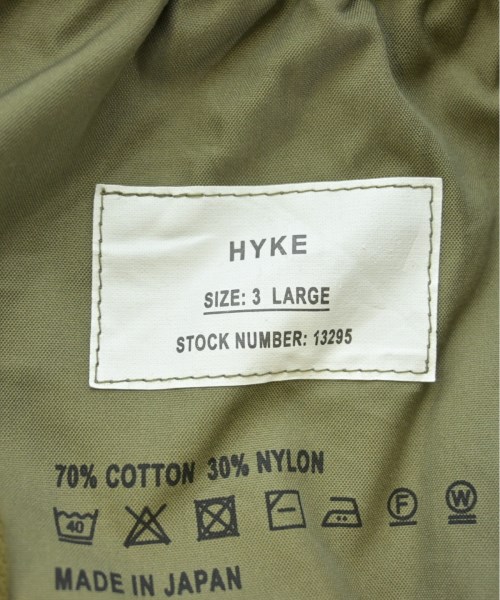 HYKE
SIZE: 3 LARGE
STOCK NUMBER: 13295
70% COTTON 30% NYLON
40 F W
MADE IN JAPAN